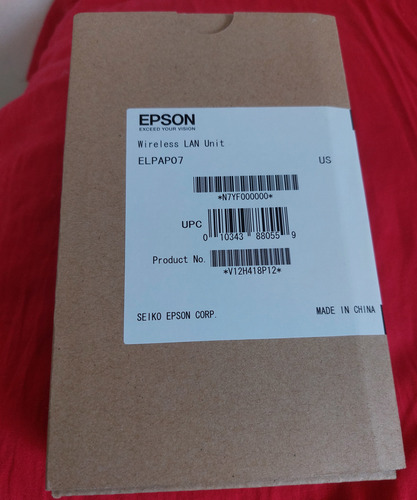 EPSON
EXCEED YOUR VISION
Wireless LAN Unit
ELPAP07 US
*N7YF000000*
UPC 0 10343 88055 9
Product No. *V12H418P12*
SEIKO EPSON CORP. MADE IN CHINA